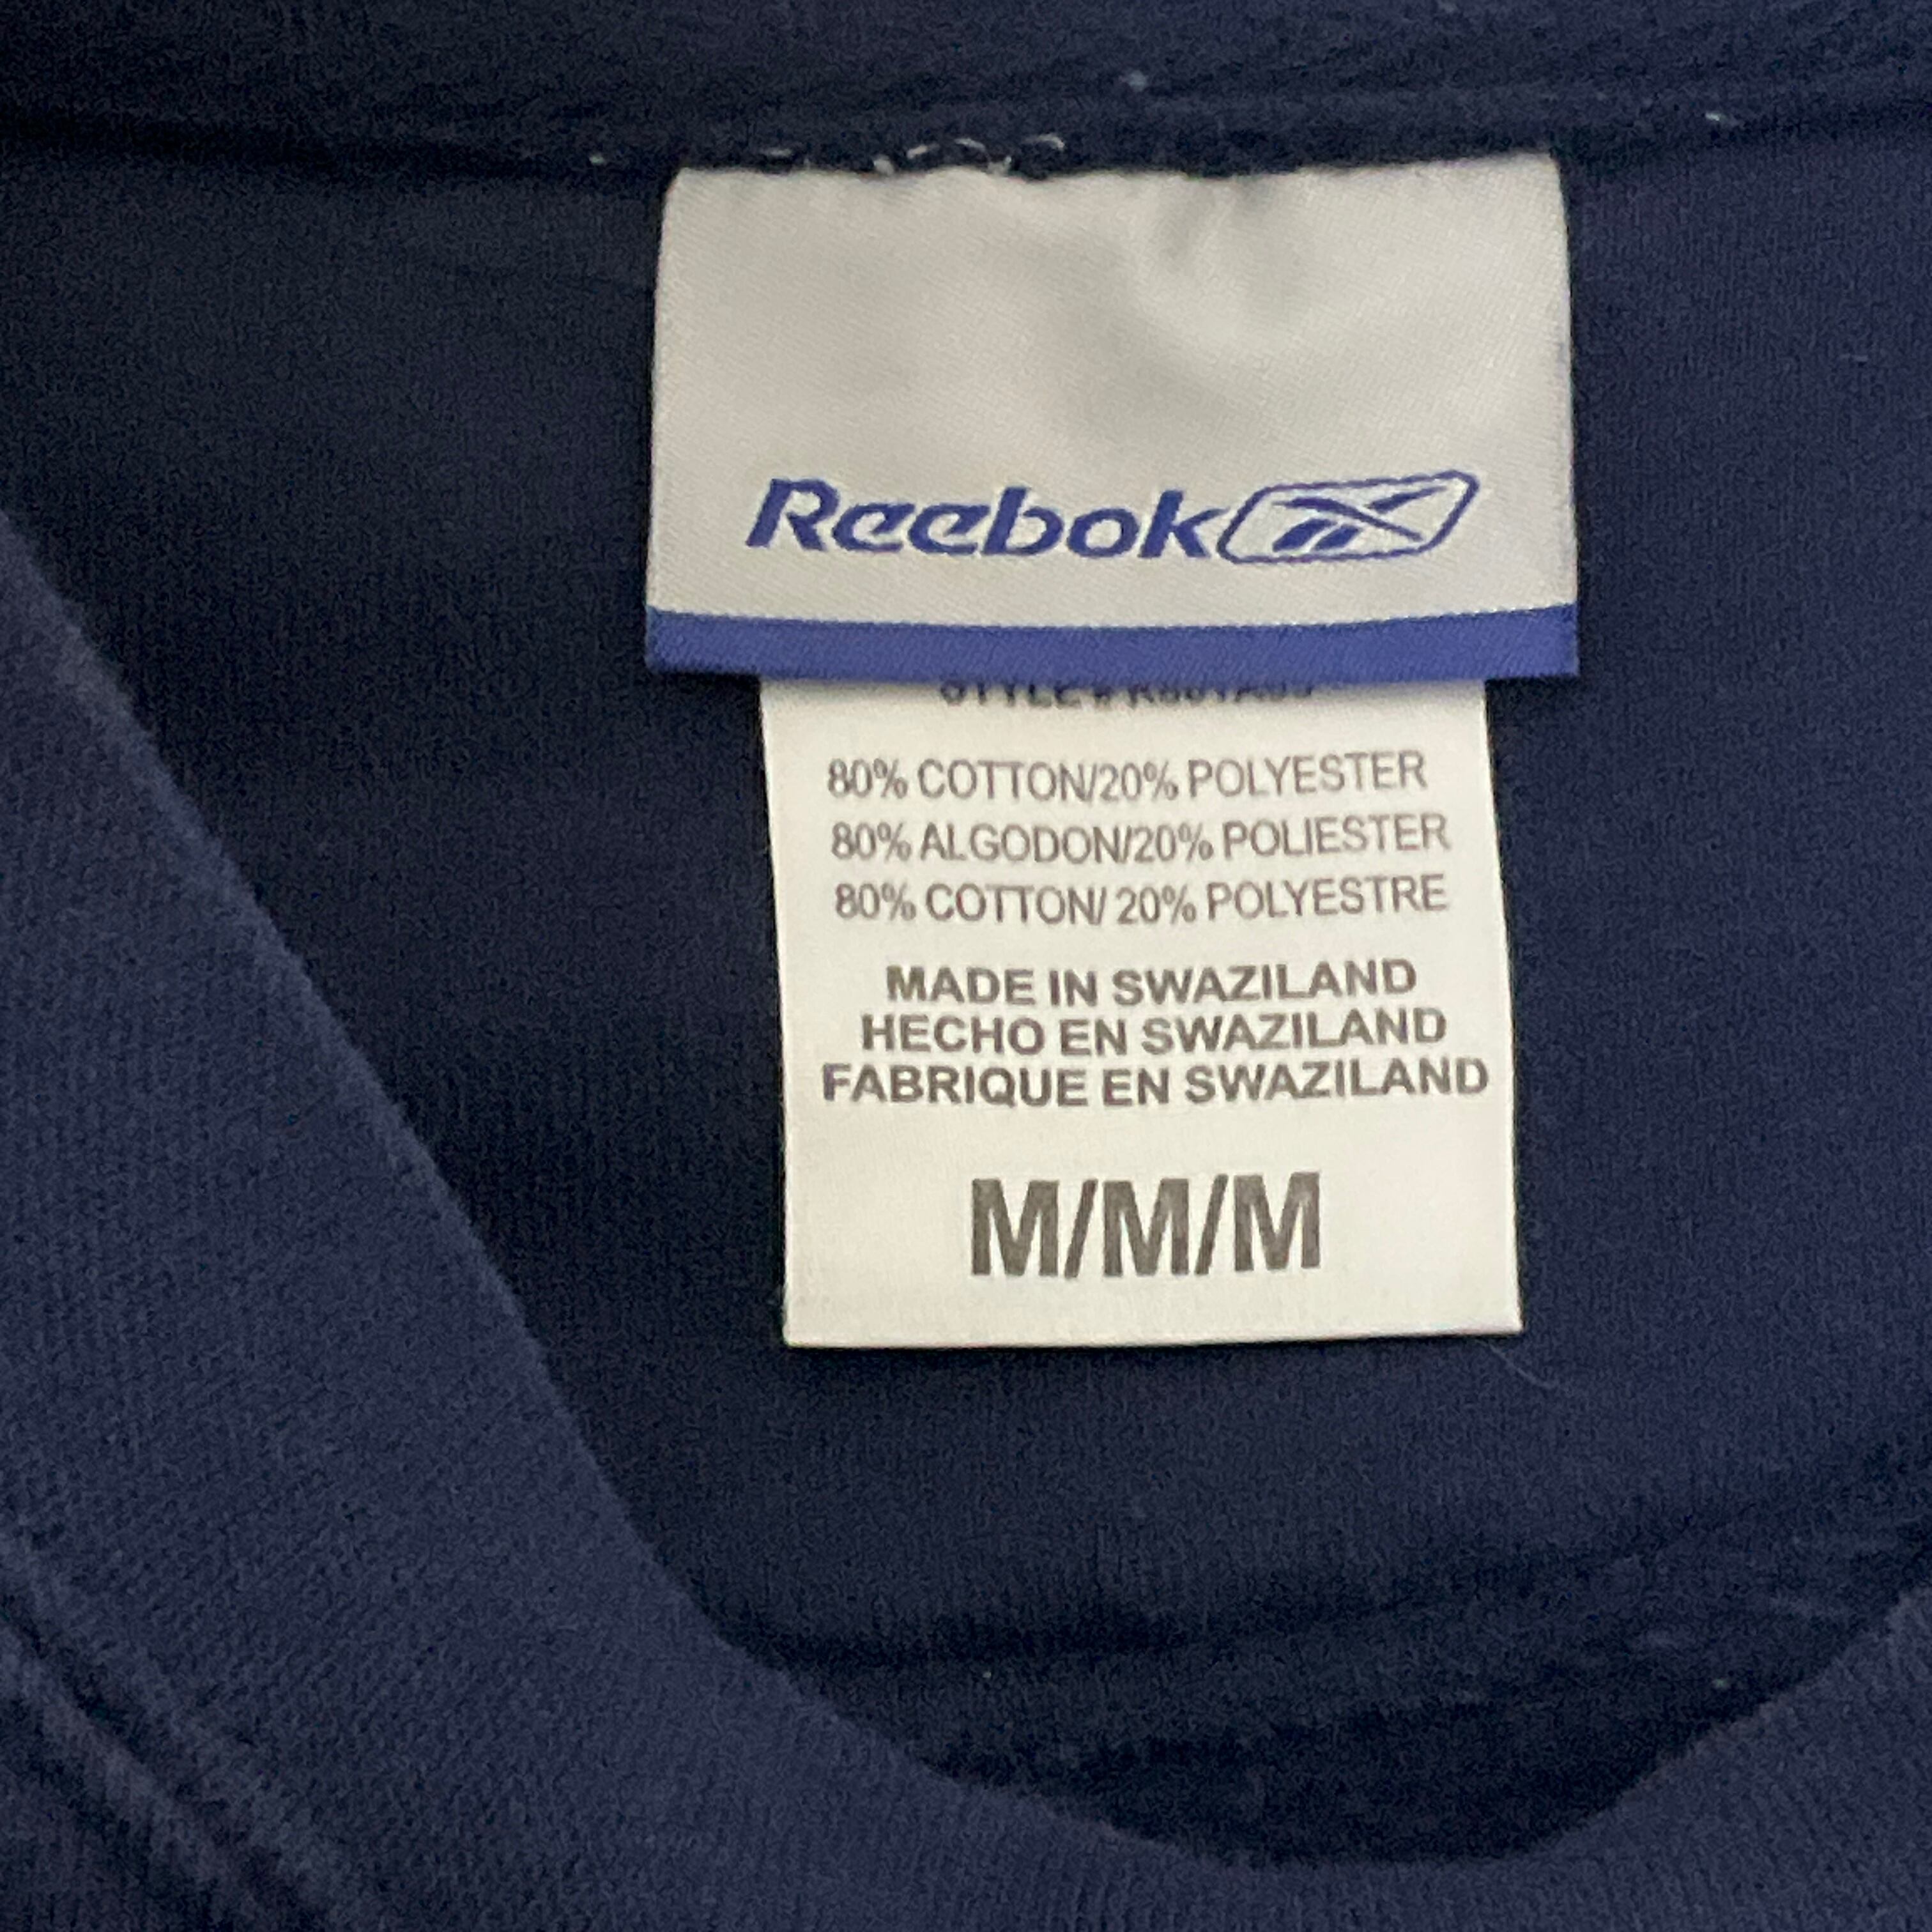 Reebok
80% COTTON/20% POLYESTER
80% ALGODON/20% POLIESTER
80% COTTON/ 20% POLYESTRE
MADE IN SWAZILAND
HECHO EN SWAZILAND
FABRIQUE EN SWAZILAND
M/M/M